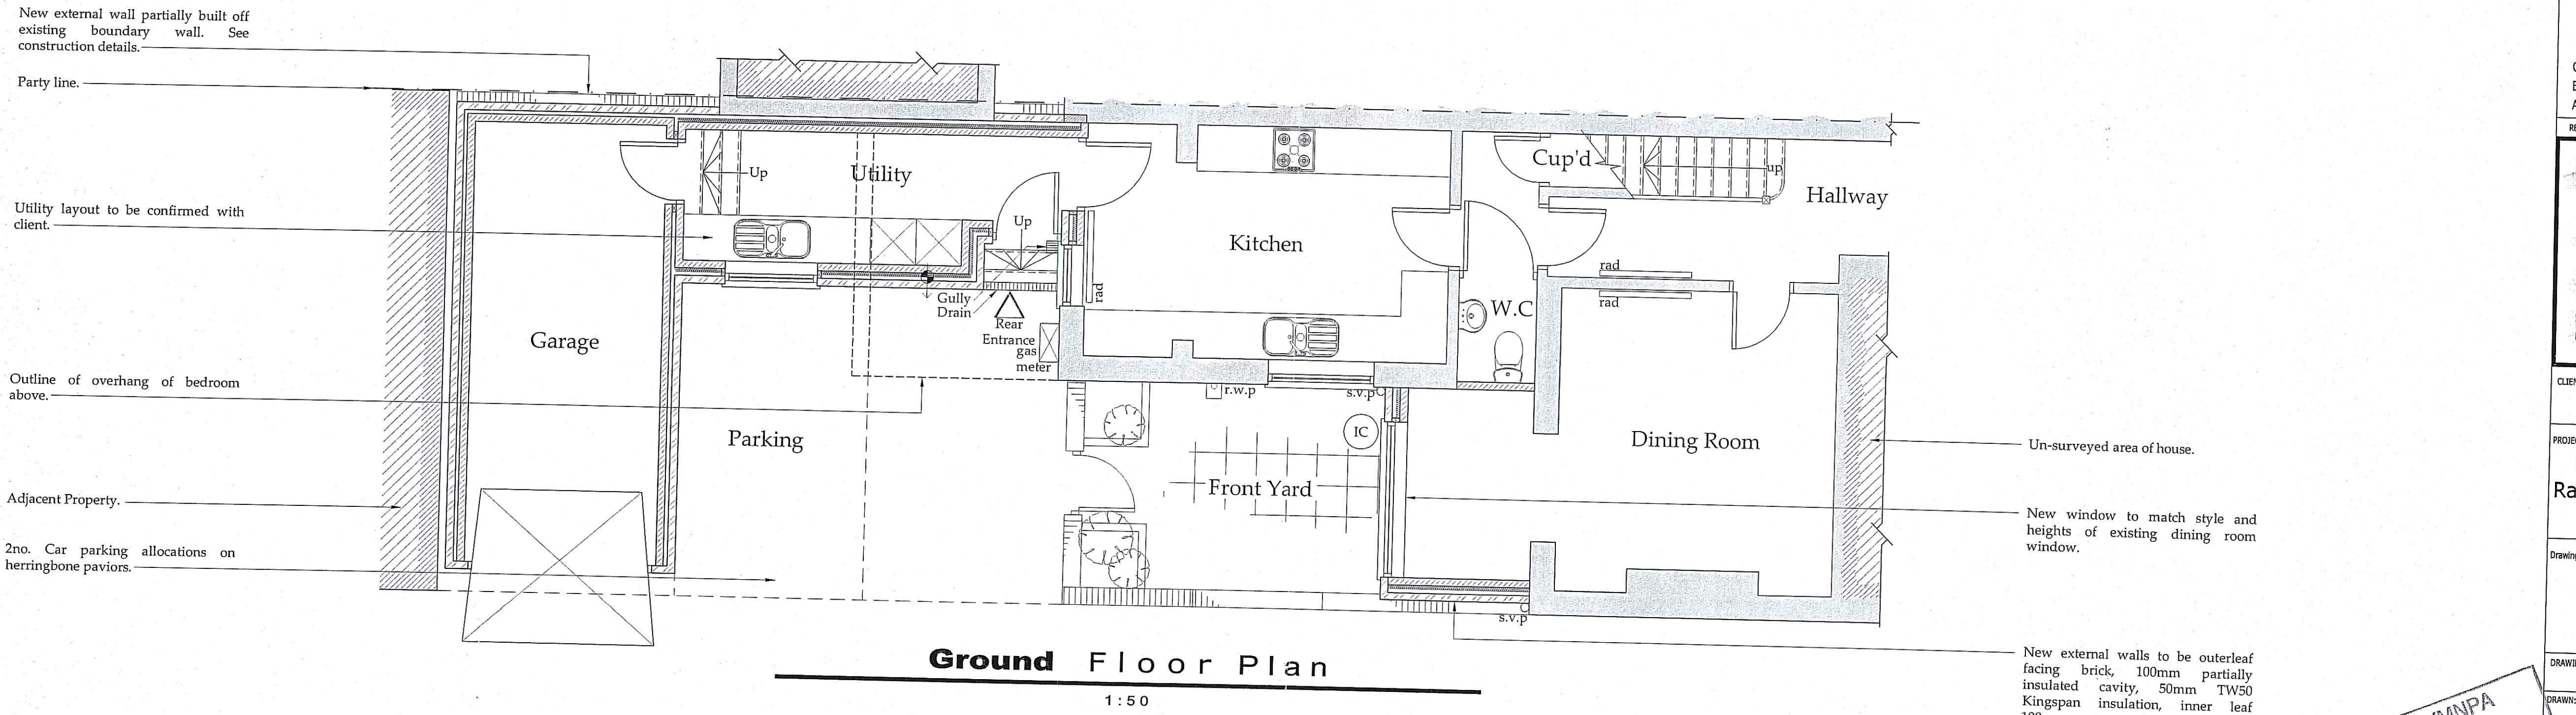 New external wall partially built off
existing boundary wall. See
construction details.
Party line.
Utility layout to be confirmed with
client.
Outline of overhang of bedroom
above.
Adjacent Property.
2no. Car parking allocations on
herringbone paviors.
Up
Utility
Up
Gully
Drain
Rear
Entrance
gas
meter
Garage
Parking
Kitchen
rad
r.w.p
s.v.p
IC
Front Yard
Cup'd
up
Hallway
rad
rad
W.C
Dining Room
s.v.p
Un-surveyed area of house.
New window to match style and
heights of existing dining room
window.
New external walls to be outerleaf
facing brick, 100mm partially
insulated cavity, 50mm TW50
Kingspan insulation, inner leaf
Ground Floor Plan
1:50
Ra